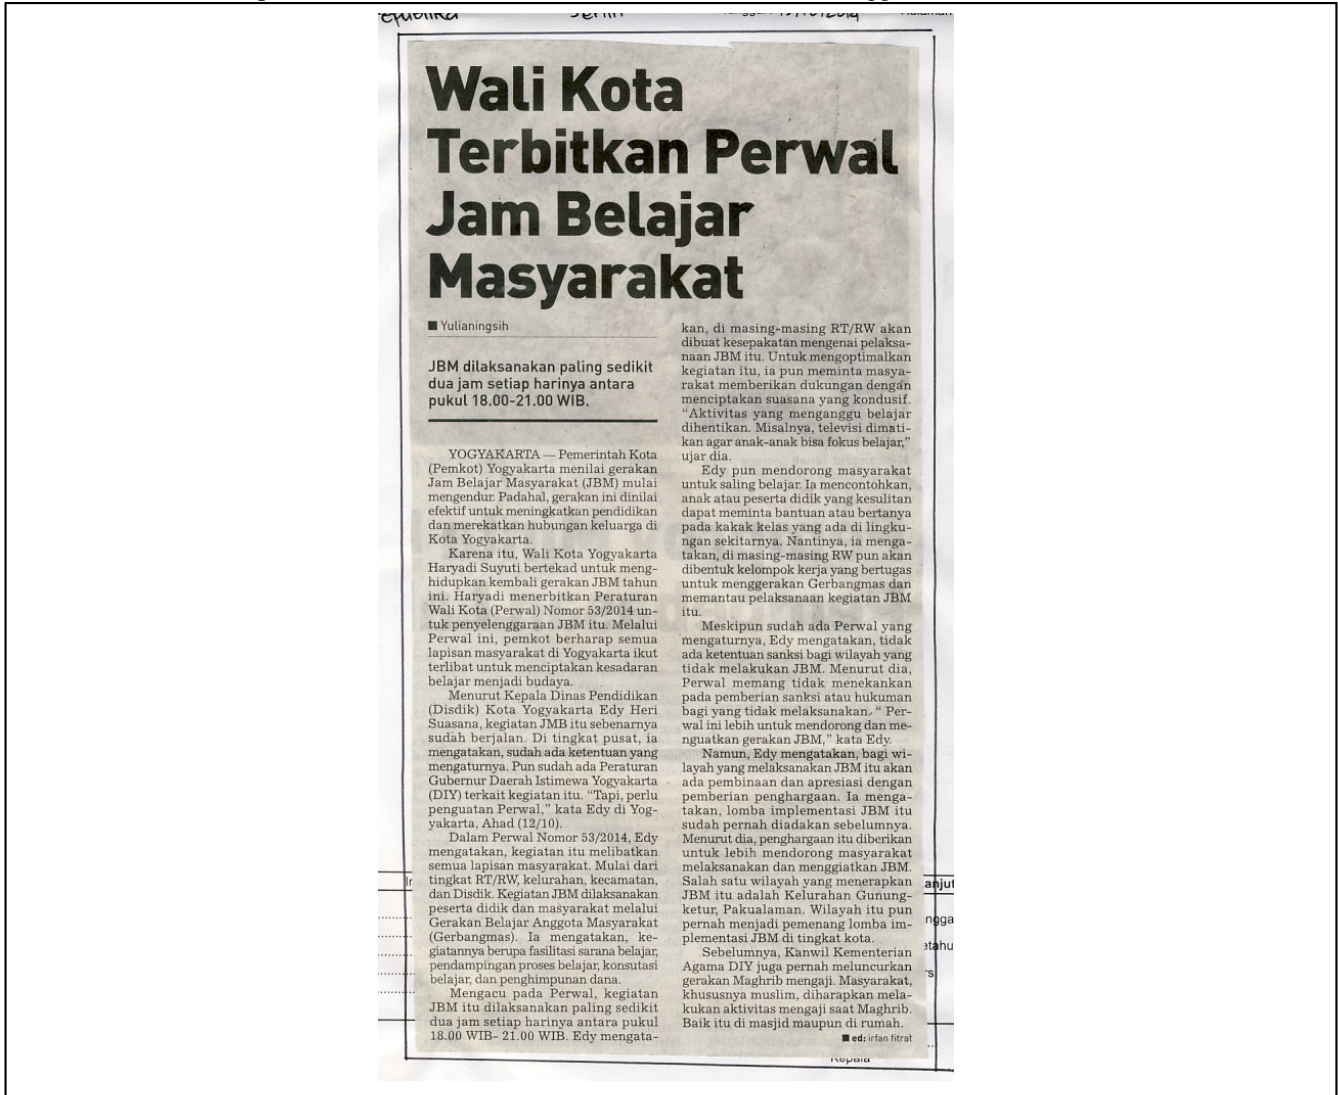 Wali Kota
Terbitkan Perwal
Jam Belajar
Masyarakat
■ Yulianingsih
JBM dilaksanakan paling sedikit
dua jam setiap harinya antara
pukul 18.00-21.00 WIB.
YOGYAKARTA — Pemerintah Kota
(Pemkot) Yogyakarta menilai gerakan
Jam Belajar Masyarakat (JBM) mulai
mengendur. Padahal, gerakan ini dinilai
efektif untuk meningkatkan pendidikan
dan merekatkan hubungan keluarga di
Kota Yogyakarta.
Karena itu, Wali Kota Yogyakarta
Haryadi Suyuti bertekad untuk meng-
hidupkan kembali gerakan JBM tahun
ini. Haryadi menerbitkan Peraturan
Wali Kota (Perwal) Nomor 53/2014 un-
tuk penyelenggaraan JBM itu. Melalui
Perwal ini, pemkot berharap semua
lapisan masyarakat di Yogyakarta ikut
terlibat untuk menciptakan kesadaran
belajar menjadi budaya.
Menurut Kepala Dinas Pendidikan
(Disdik) Kota Yogyakarta Edy Heri
Suasana, kegiatan JMB itu sebenarnya
sudah berjalan. Di tingkat pusat, ia
mengatakan, sudah ada ketentuan yang
mengaturnya. Pun sudah ada Peraturan
Gubernur Daerah Istimewa Yogyakarta
(DIY) terkait kegiatan itu. “Tapi, perlu
penguatan Perwal,” kata Edy di Yog-
yakarta, Ahad (12/10).
Dalam Perwal Nomor 53/2014, Edy
mengatakan, kegiatan itu melibatkan
semua lapisan masyarakat. Mulai dari
tingkat RT/RW, kelurahan, kecamatan,
dan Disdik. Kegiatan JBM dilaksanakan
peserta didik dan masyarakat melalui
Gerakan Belajar Anggota Masyarakat
(Gerbangmas). Ia mengatakan, ke-
giatannya berupa fasilitasi sarana belajar,
pendampingan proses belajar, konsutasi
belajar, dan penghimpunan dana.
Mengacu pada Perwal, kegiatan
JBM itu dilaksanakan paling sedikit
dua jam setiap harinya antara pukul
18.00 WIB- 21.00 WIB. Edy mengata-
kan, di masing-masing RT/RW akan
dibuat kesepakatan mengenai pelaksa-
naan JBM itu. Untuk mengoptimalkan
kegiatan itu, ia pun meminta masya-
rakat memberikan dukungan dengan
menciptakan suasana yang kondusif.
“Aktivitas yang menganggu belajar
dihentikan. Misalnya, televisi dimati-
kan agar anak-anak bisa fokus belajar,”
ujar dia.
Edy pun mendorong masyarakat
untuk saling belajar. Ia mencontohkan,
anak atau peserta didik yang kesulitan
dapat meminta bantuan atau bertanya
pada kakak kelas yang ada di lingku-
ngan sekitarnya. Nantinya, ia menga-
takan, di masing-masing RW pun akan
dibentuk kelompok kerja yang bertugas
untuk menggerakan Gerbangmas dan
memantau pelaksanaan kegiatan JBM
itu.
Meskipun sudah ada Perwal yang
mengaturnya, Edy mengatakan, tidak
ada ketentuan sanksi bagi wilayah yang
tidak melakukan JBM. Menurut dia,
Perwal memang tidak menekankan
pada pemberian sanksi atau hukuman
bagi yang tidak melaksanakan. “ Per-
wal ini lebih untuk mendorong dan me-
nguatkan gerakan JBM,” kata Edy.
Namun, Edy mengatakan, bagi wi-
layah yang melaksanakan JBM itu akan
ada pembinaan dan apresiasi dengan
pemberian penghargaan. Ia menga-
takan, lomba implementasi JBM itu
sudah pernah diadakan sebelumnya.
Menurut dia, penghargaan itu diberikan
untuk lebih mendorong masyarakat
melaksanakan dan menggiatkan JBM.
Salah satu wilayah yang menerapkan
JBM itu adalah Kelurahan Gunung-
ketur, Pakualaman. Wilayah itu pun
pernah menjadi pemenang lomba im-
plementasi JBM di tingkat kota.
Sebelumnya, Kanwil Kementerian
Agama DIY juga pernah meluncurkan
gerakan Maghrib mengaji. Masyarakat,
khususnya muslim, diharapkan mela-
kukan aktivitas mengaji saat Maghrib.
Baik itu di masjid maupun di rumah.
■ ed: irfan fitrat